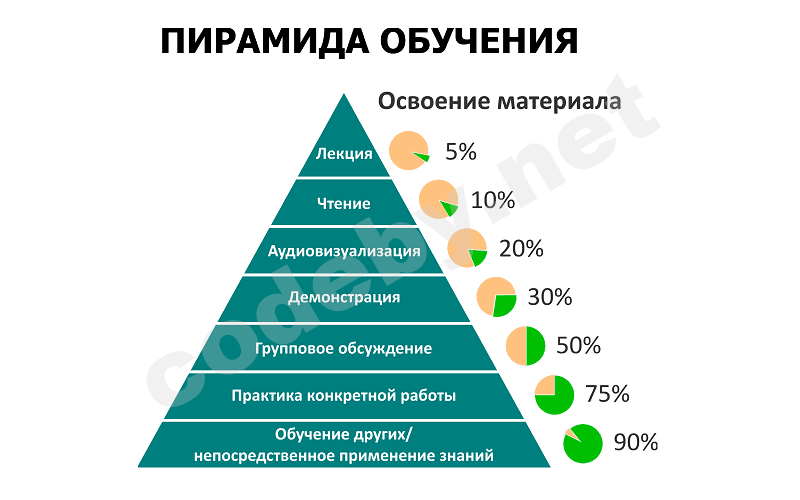 ПИРАМИДА ОБУЧЕНИЯ
Освоение материала
Лекция
5%
Чтение
10%
Аудиовизуализация
20%
Демонстрация
30%
Групповое обсуждение
50%
Практика конкретной работы
75%
Обучение других/
непосредственное применение знаний
90%
codeby.net